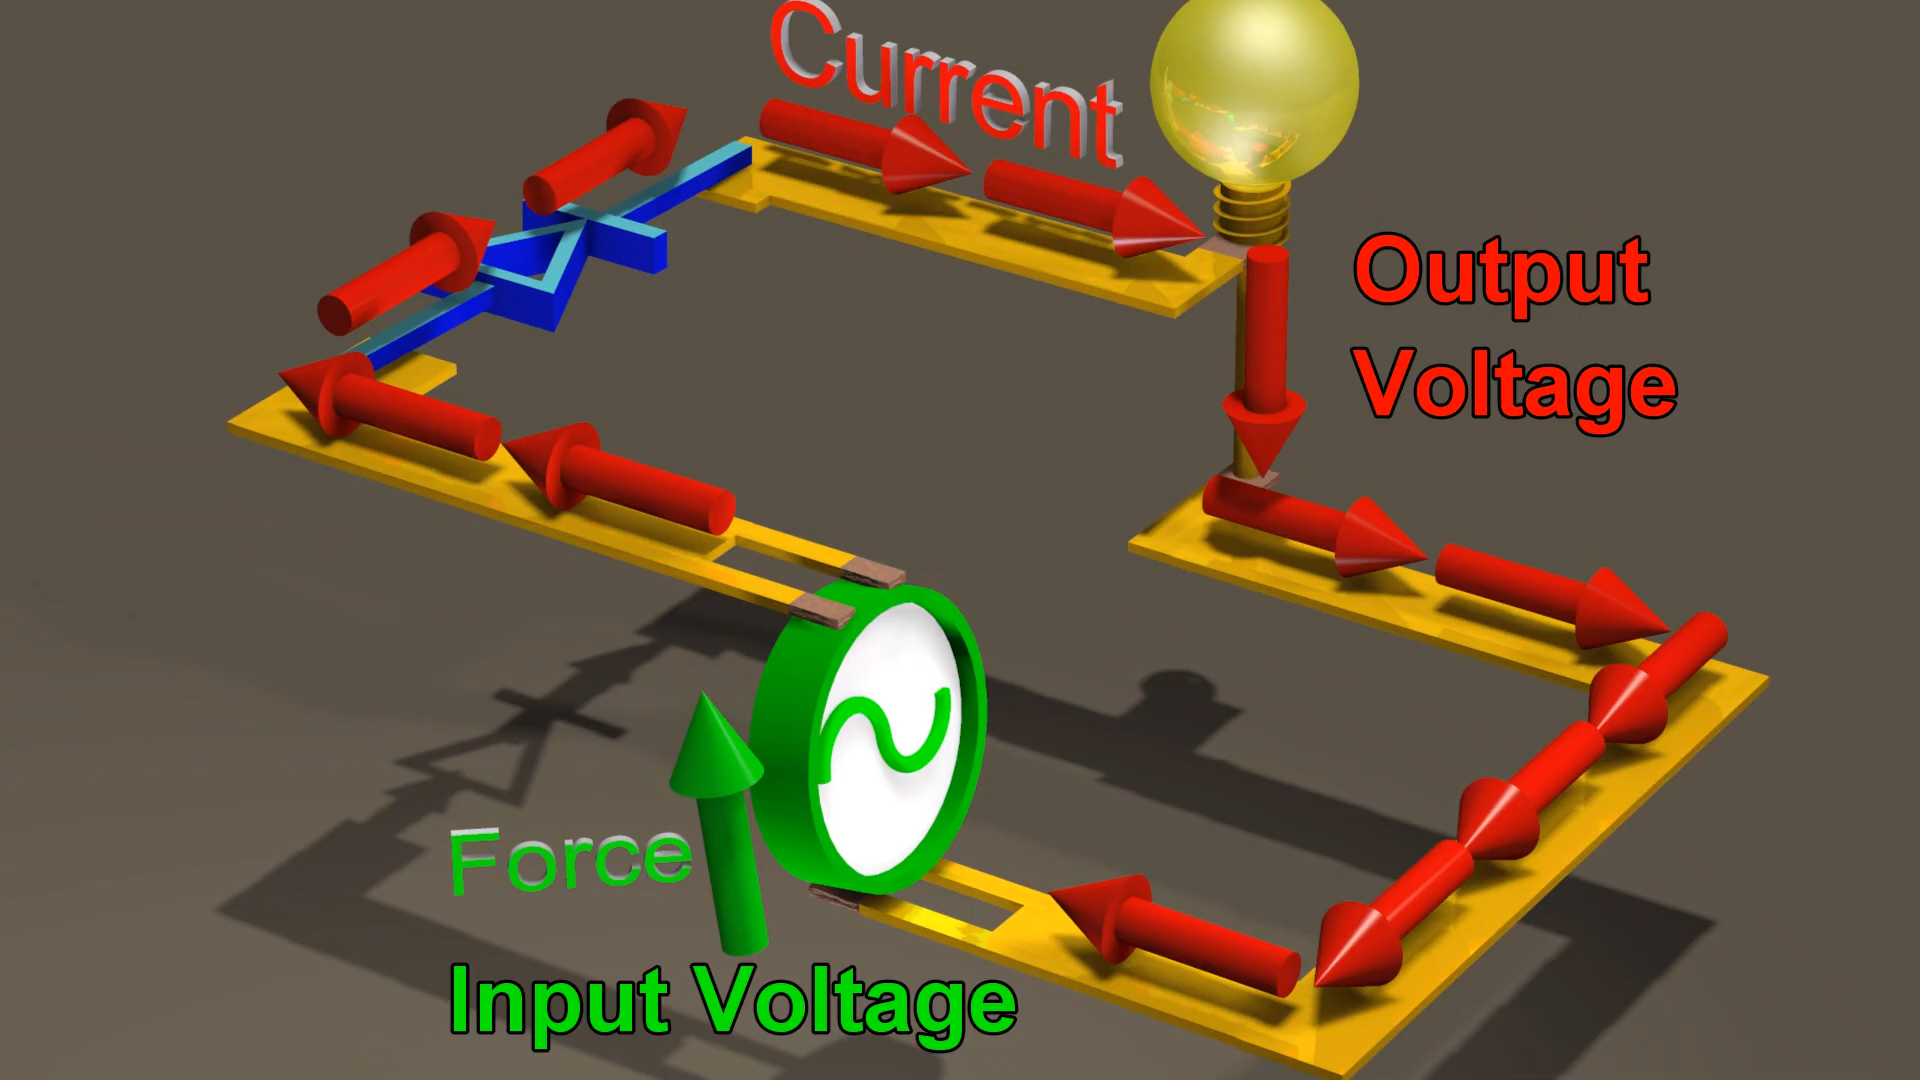 Current
Output
Voltage
Force
Input Voltage